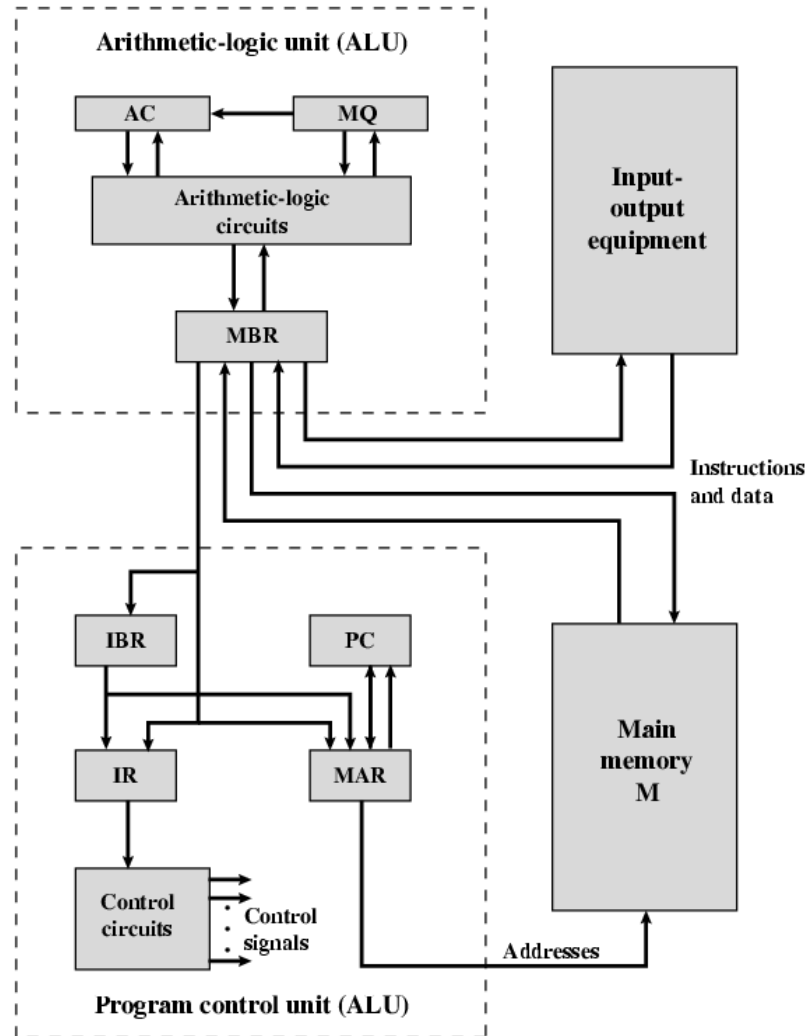 Arithmetic-logic unit (ALU)
AC
MQ
Arithmetic-logic
circuits
MBR
Input-
output
equipment
Instructions
and data
IBR
PC
IR
MAR
Main
memory
M
Control
circuits
Control
signals
Addresses
Program control unit (ALU)